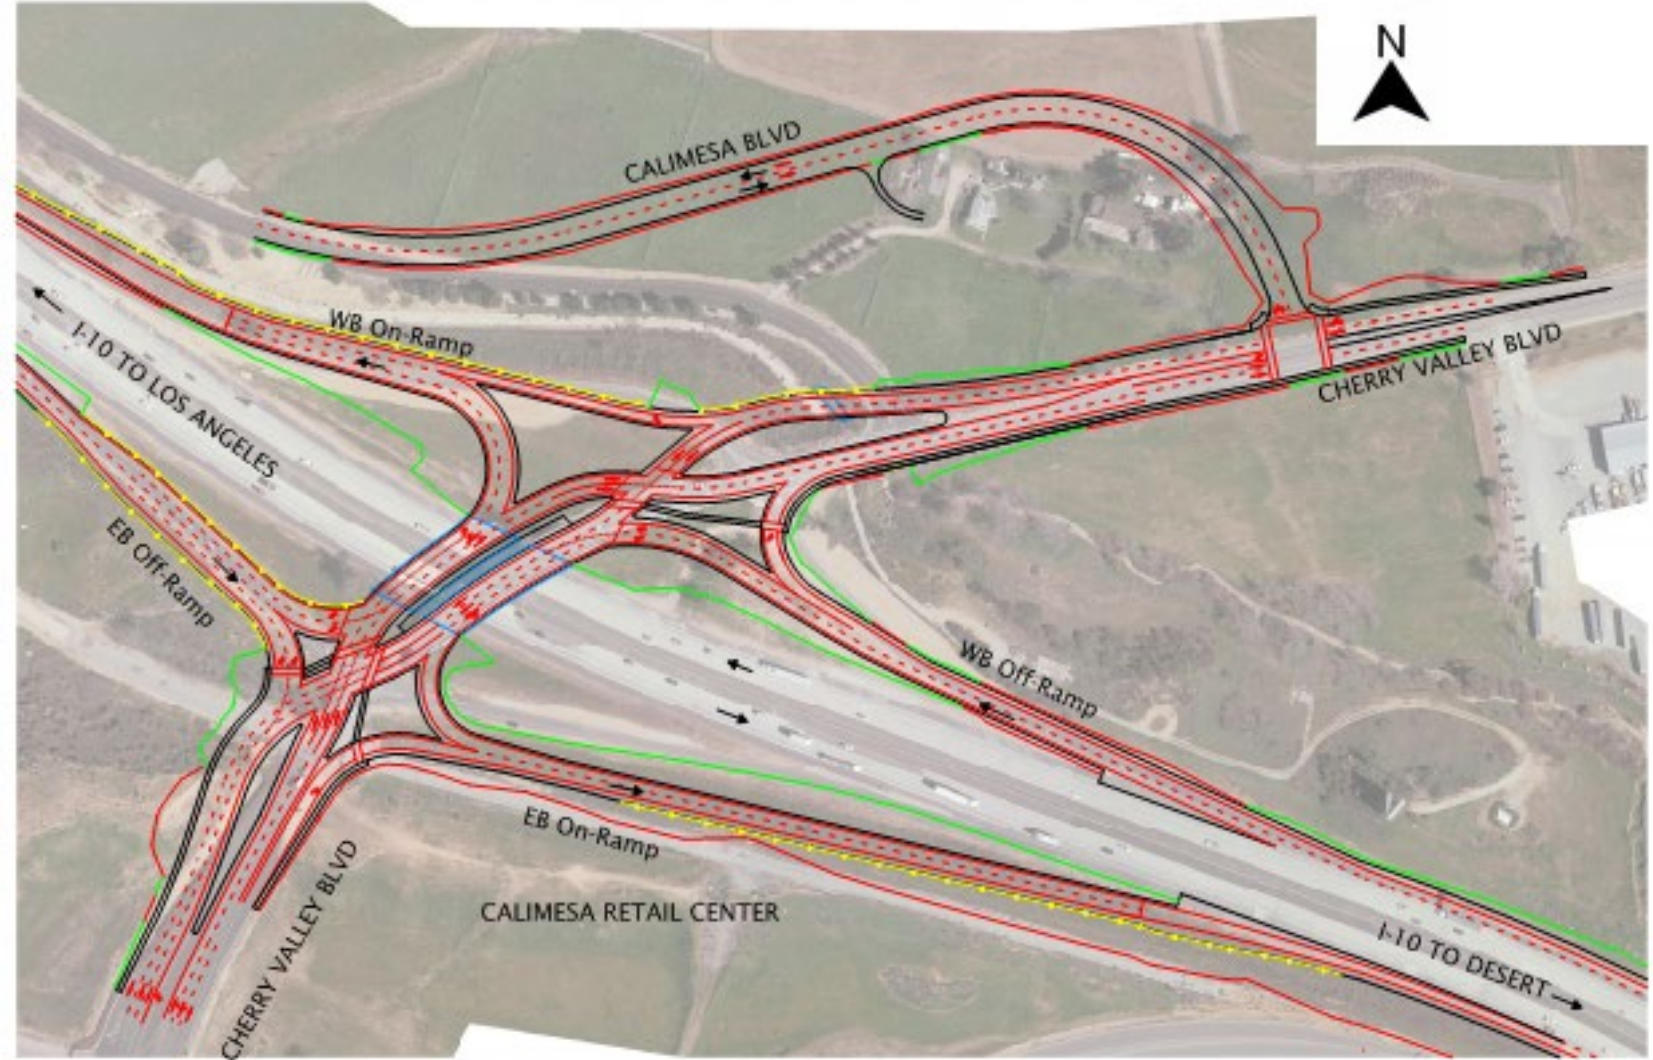 N
CALIMESA BLVD
WB On-Ramp
I-10 TO LOS ANGELES
CHERRY VALLEY BLVD
EB Off-Ramp
WB Off-Ramp
EB On-Ramp
CHERRY VALLEY BLVD
CALIMESA RETAIL CENTER
I-10 TO DESERT